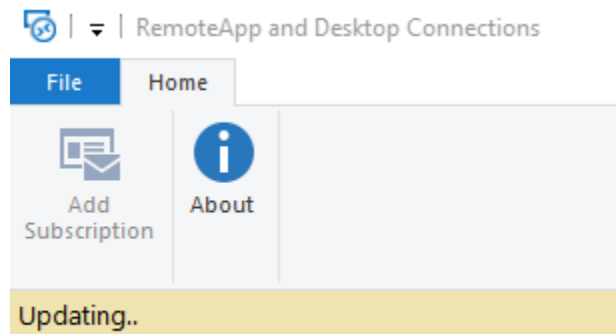 RemoteApp and Desktop Connections
File Home
Add
Subscription
About
Updating..